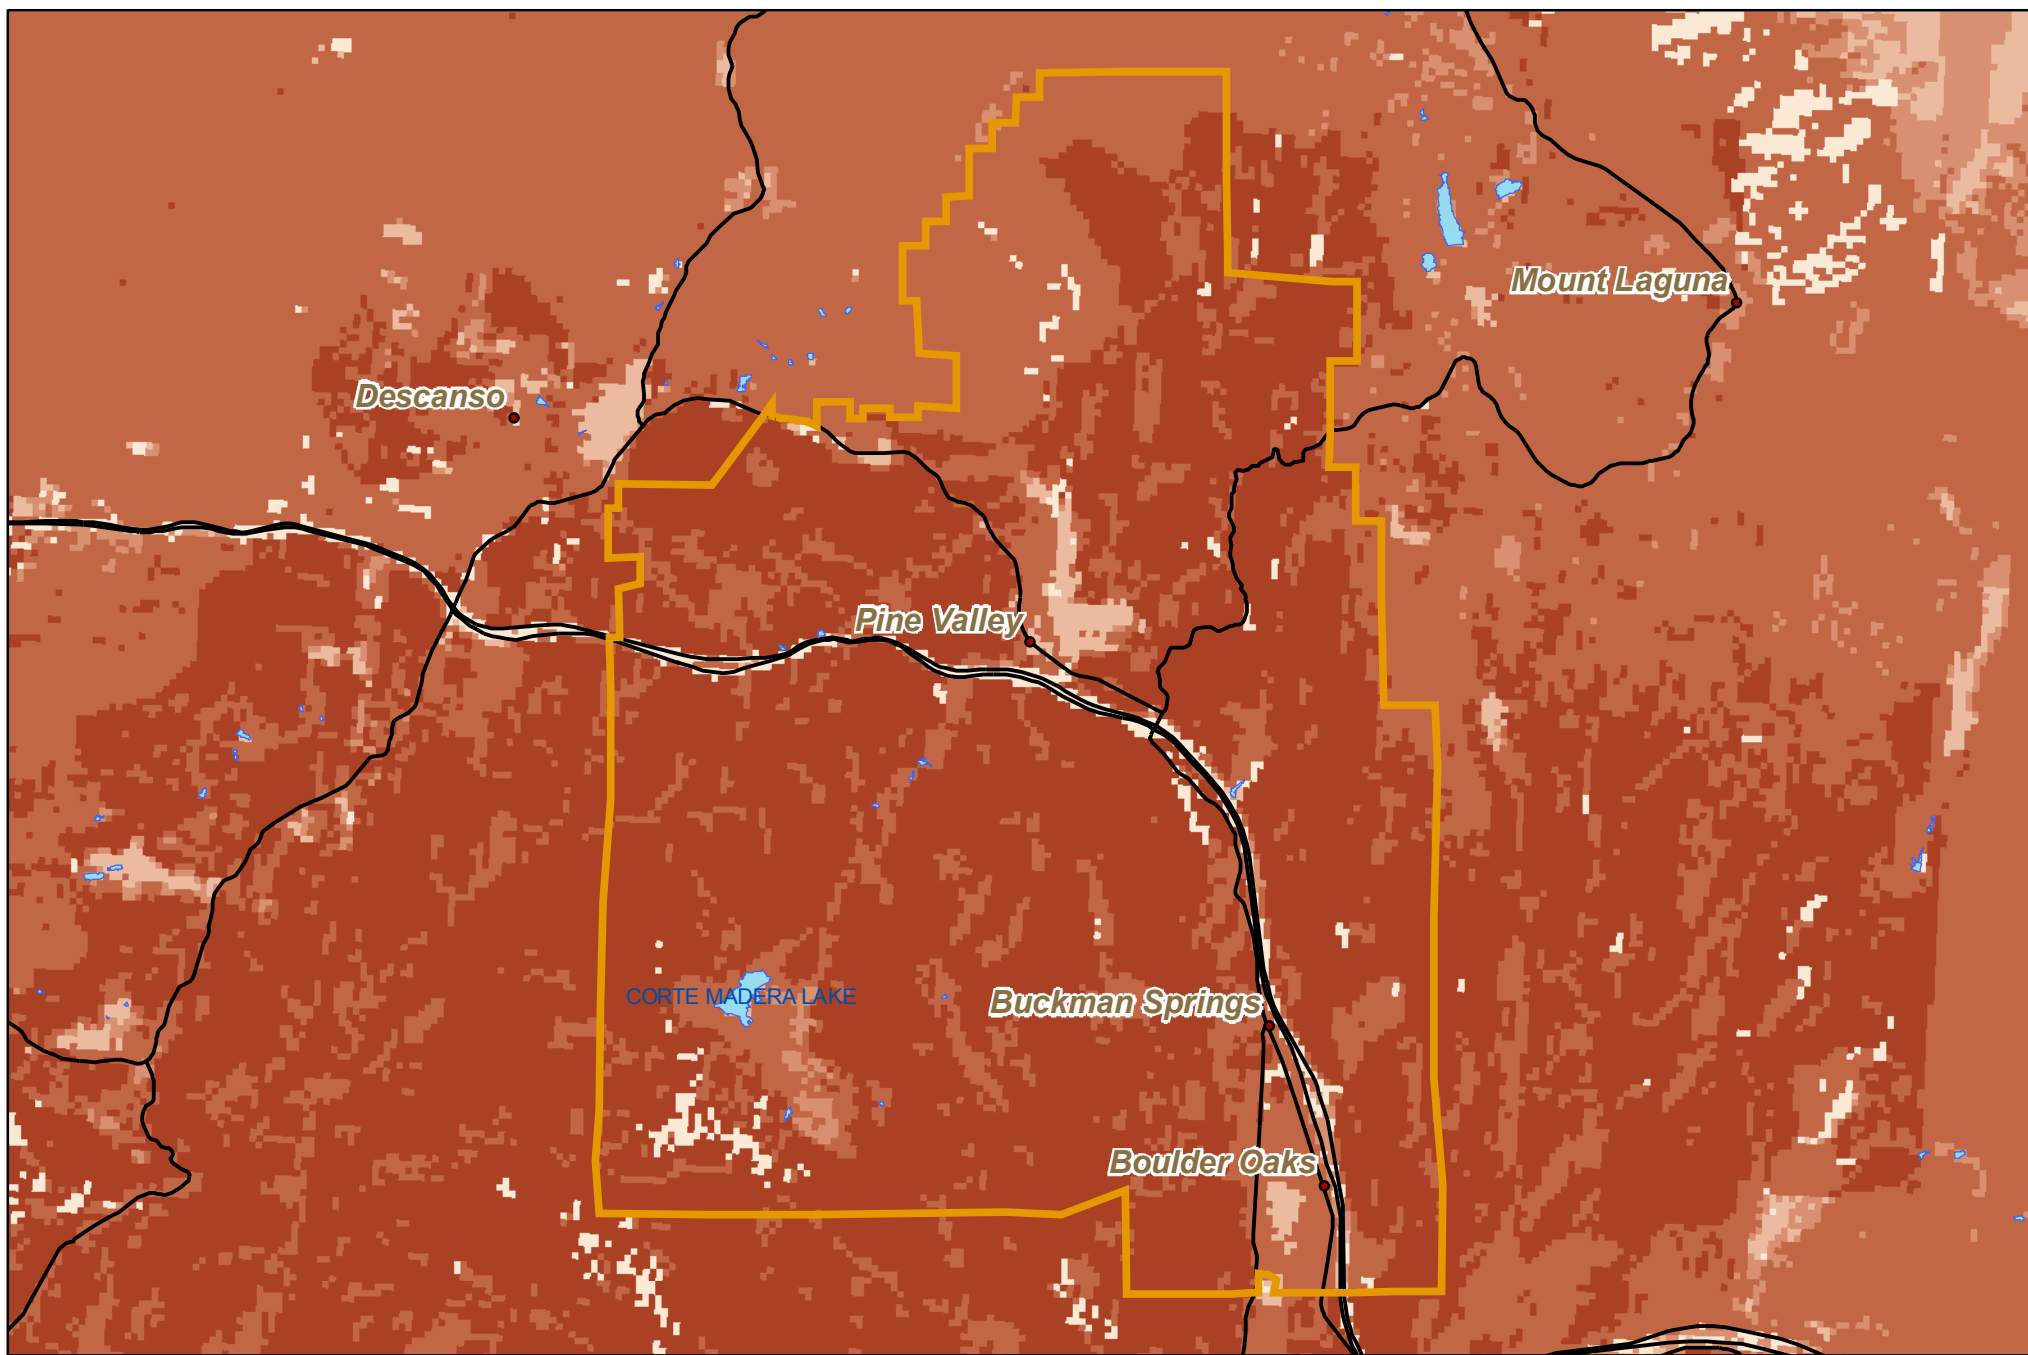 Mount Laguna
Descanso
Pine Valley
CORTE MADERA LAKE
Buckman Springs
Boulder Oaks